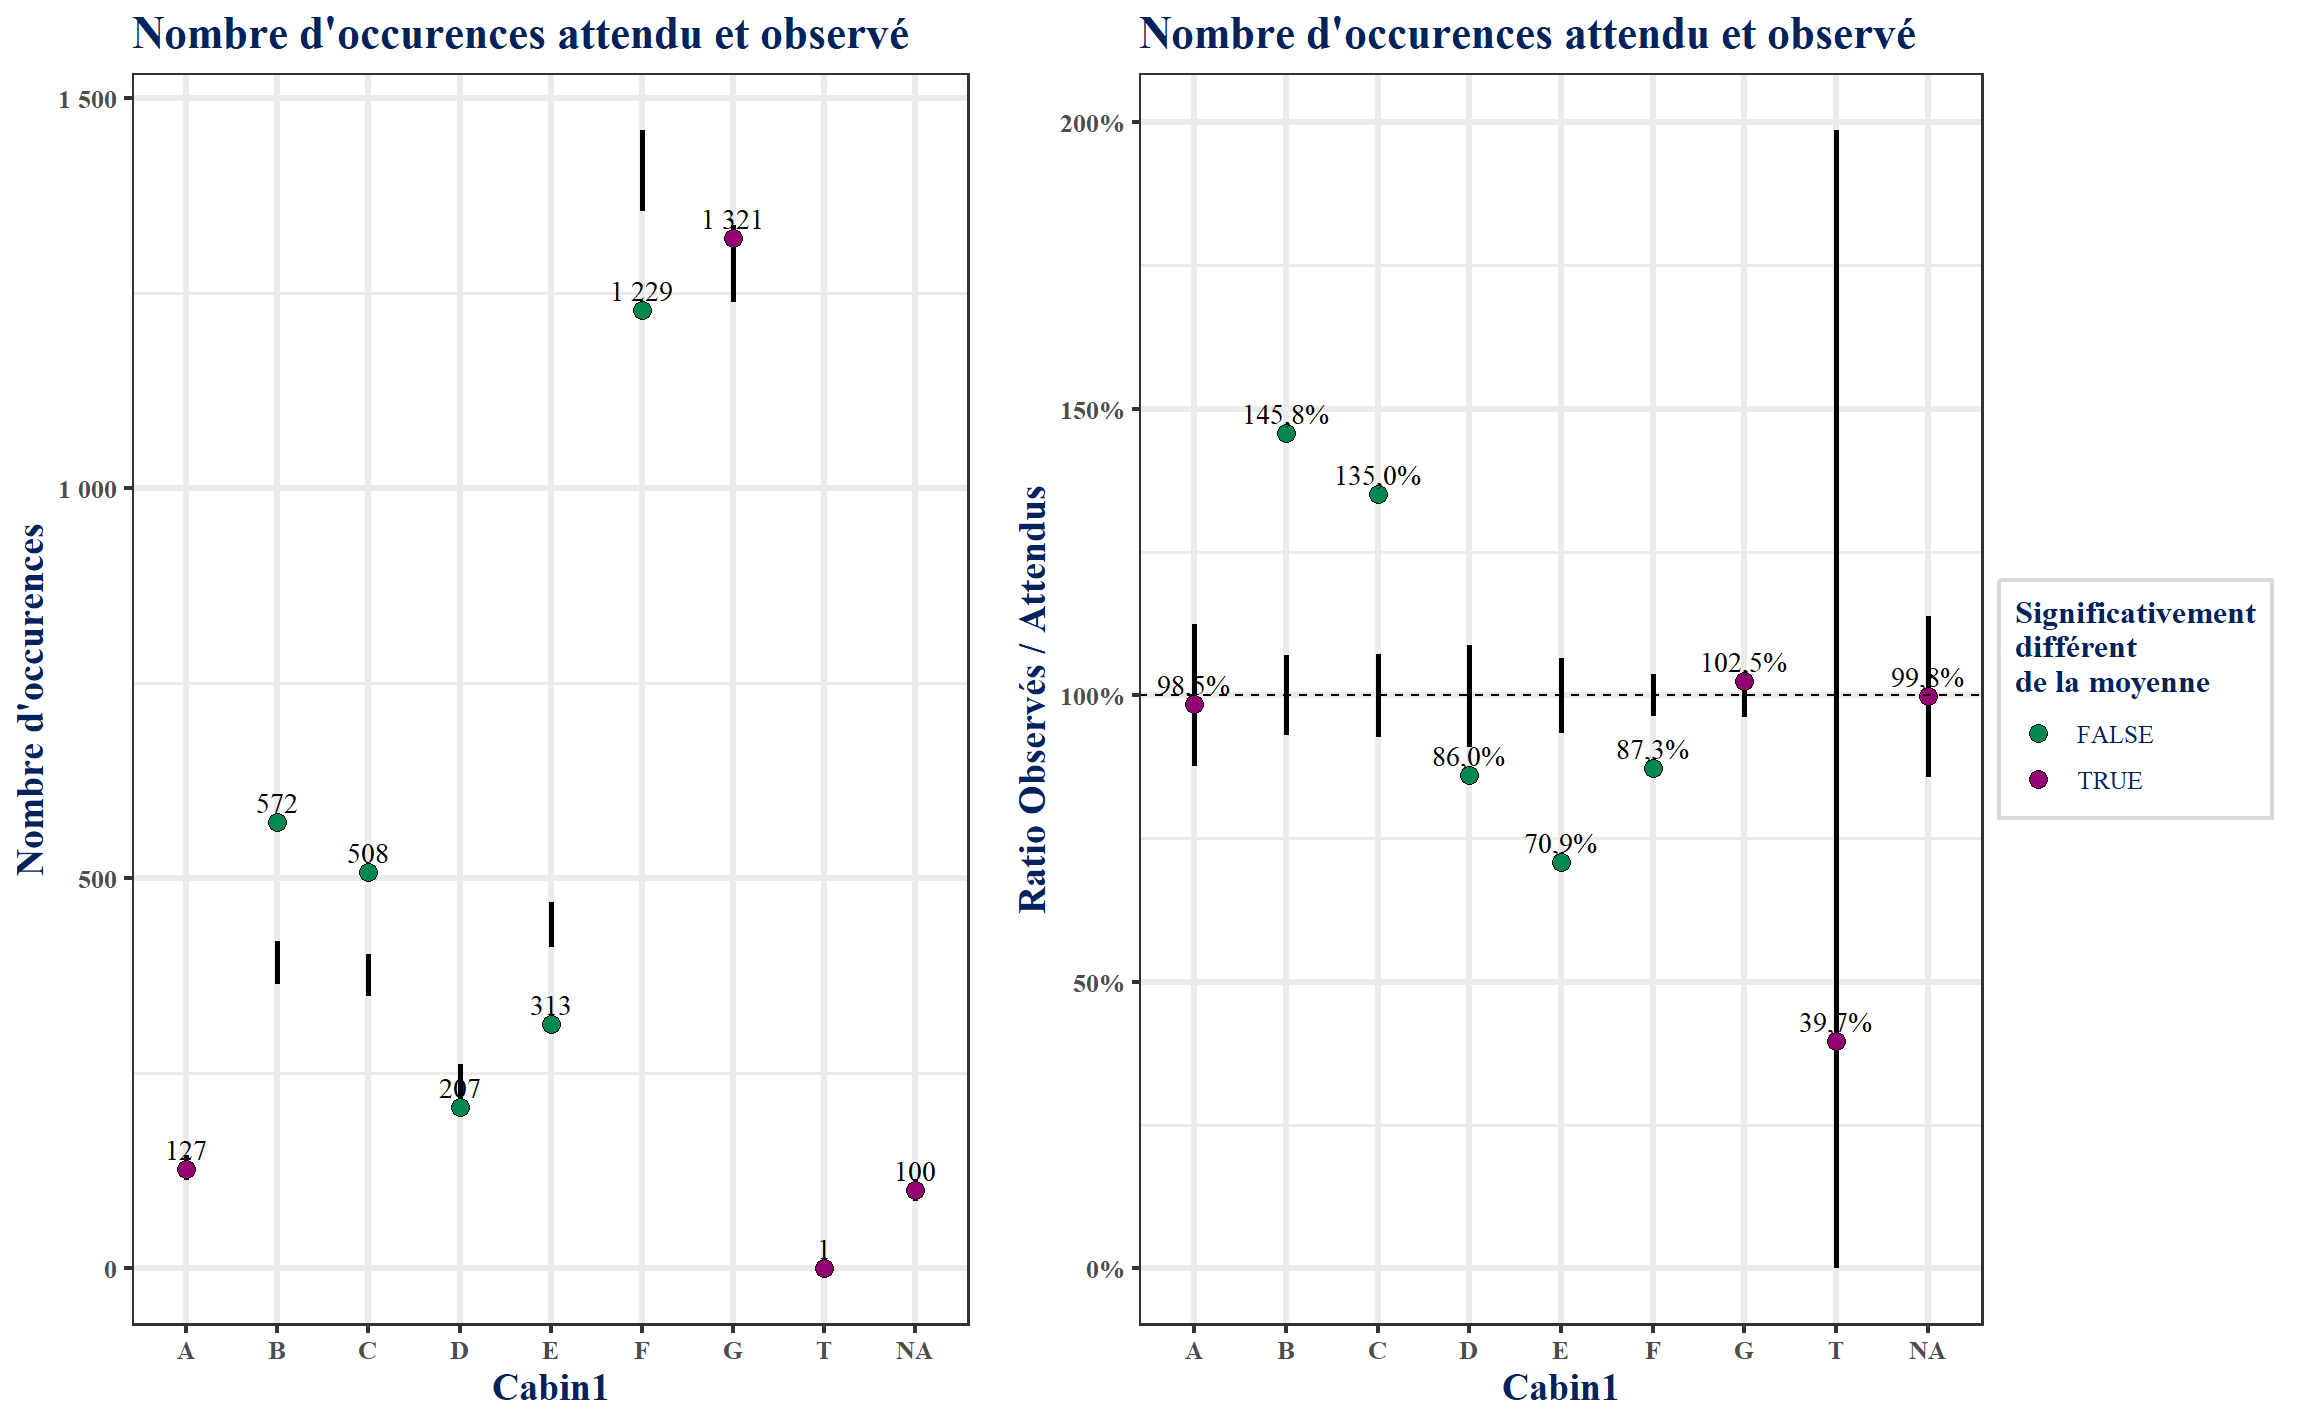 Nombre d'occurences attendu et observé
Nombre d'occurences
1 500
1 000
500
0
127
572
508
207
313
1 229
1 321
1
100
A B C D E F G T NA
Cabin1
Nombre d'occurences attendu et observé
Ratio Observés / Attendus
200%
150%
100%
50%
0%
98,5%
145,8%
135,0%
86,0%
70,9%
87,3%
102,5%
39,7%
99,8%
A B C D E F G T NA
Cabin1
Significativement
différent
de la moyenne
FALSE
TRUE